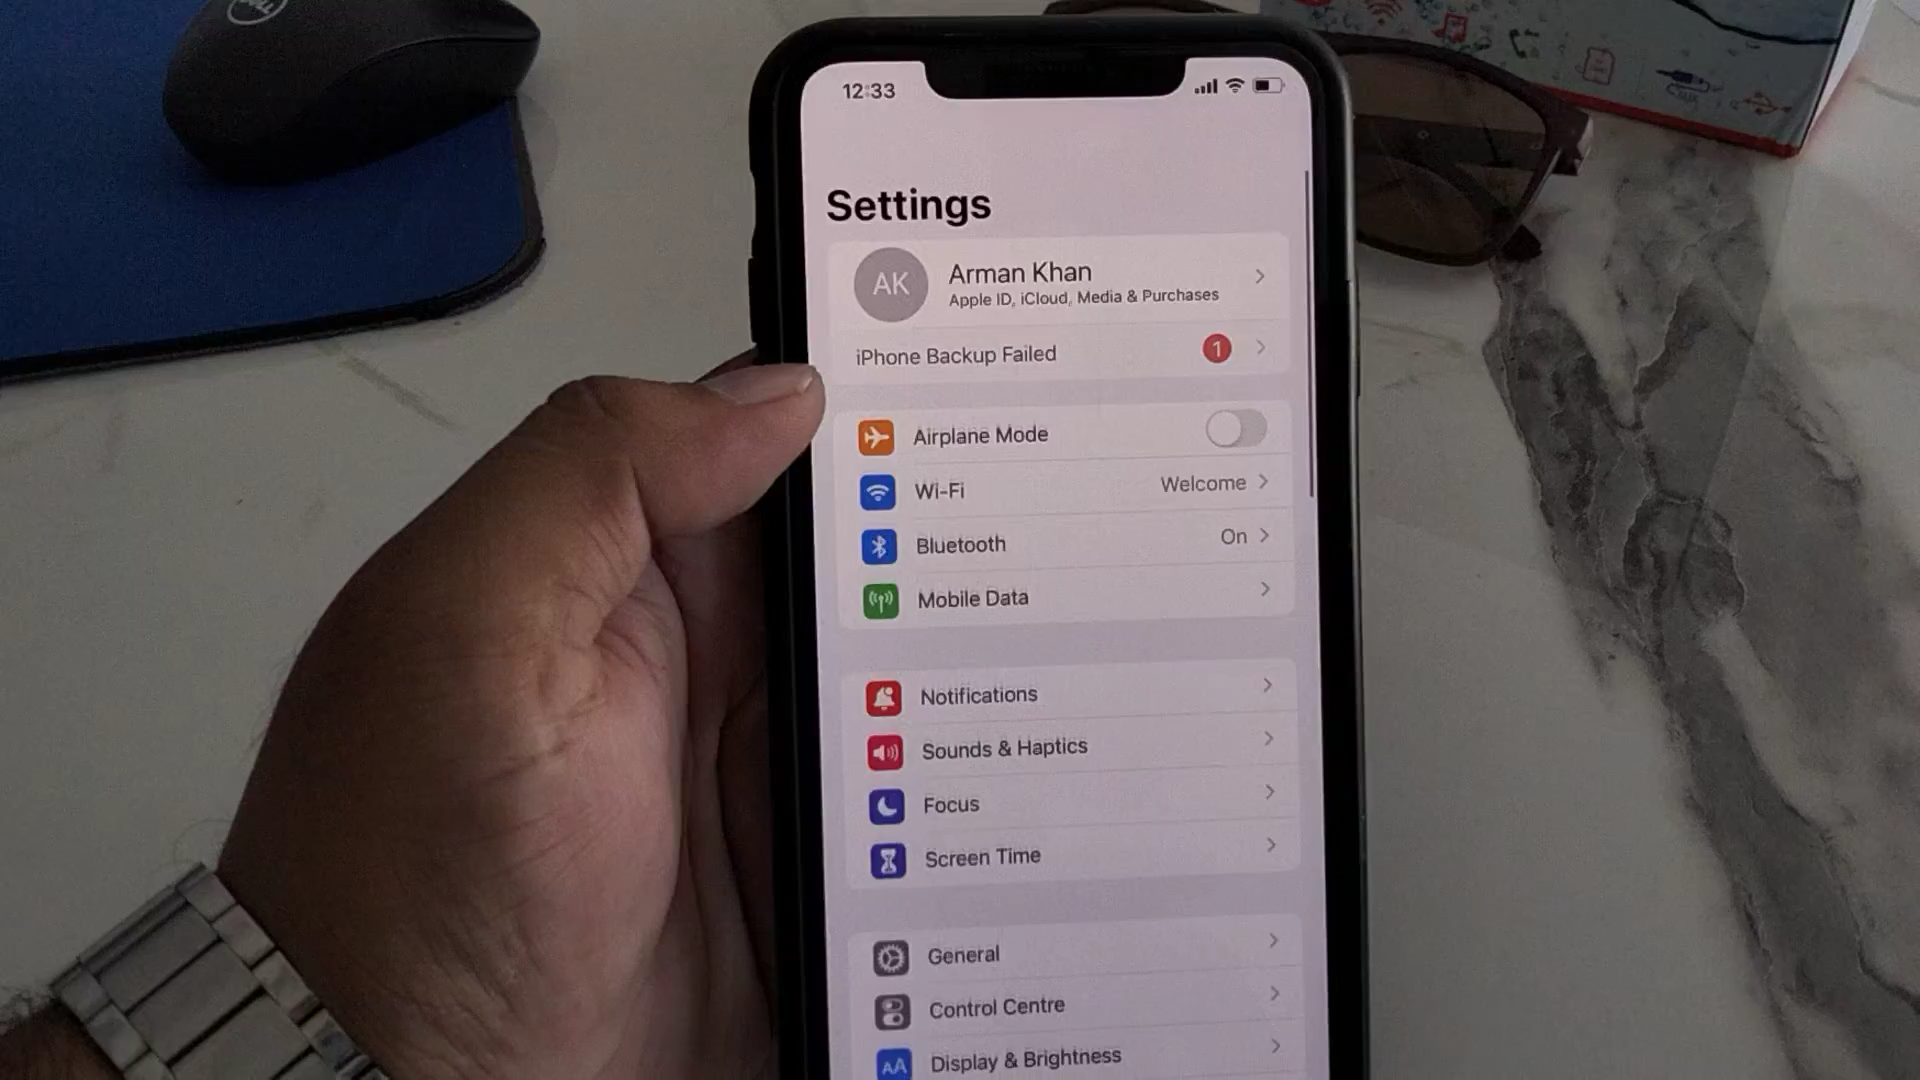 DELL
12:33
Settings
AK
Arman Khan
Apple ID, iCloud, Media & Purchases
iPhone Backup Failed 1
Airplane Mode
Wi-Fi Welcome
Bluetooth On
Mobile Data
Notifications
Sounds & Haptics
Focus
Screen Time
General
Control Centre
AA Display & Brightness